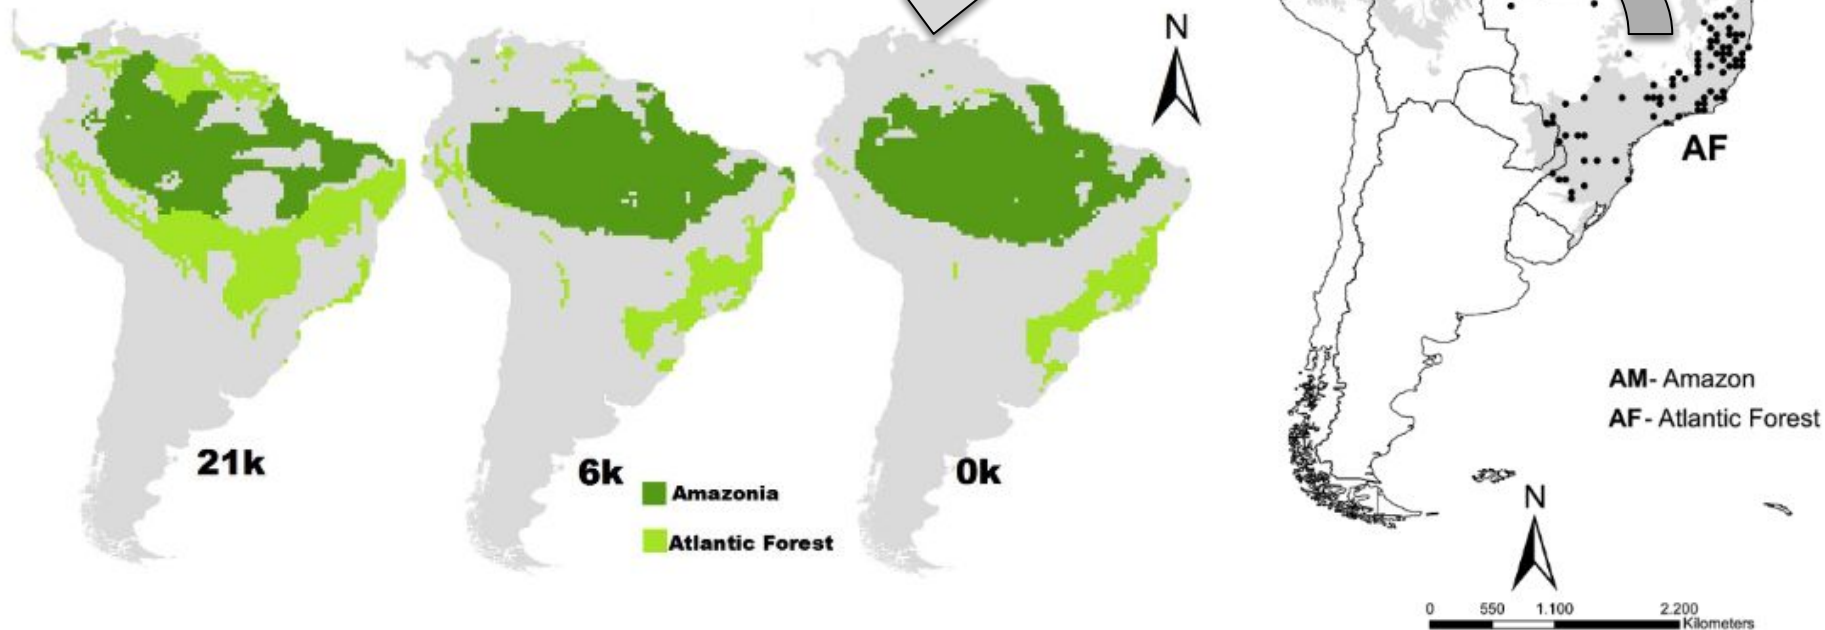 N
AF
21k
6k
0k
Amazonia
Atlantic Forest
AM- Amazon
AF- Atlantic Forest
N
0 550 1.100 2.200
Kilometers